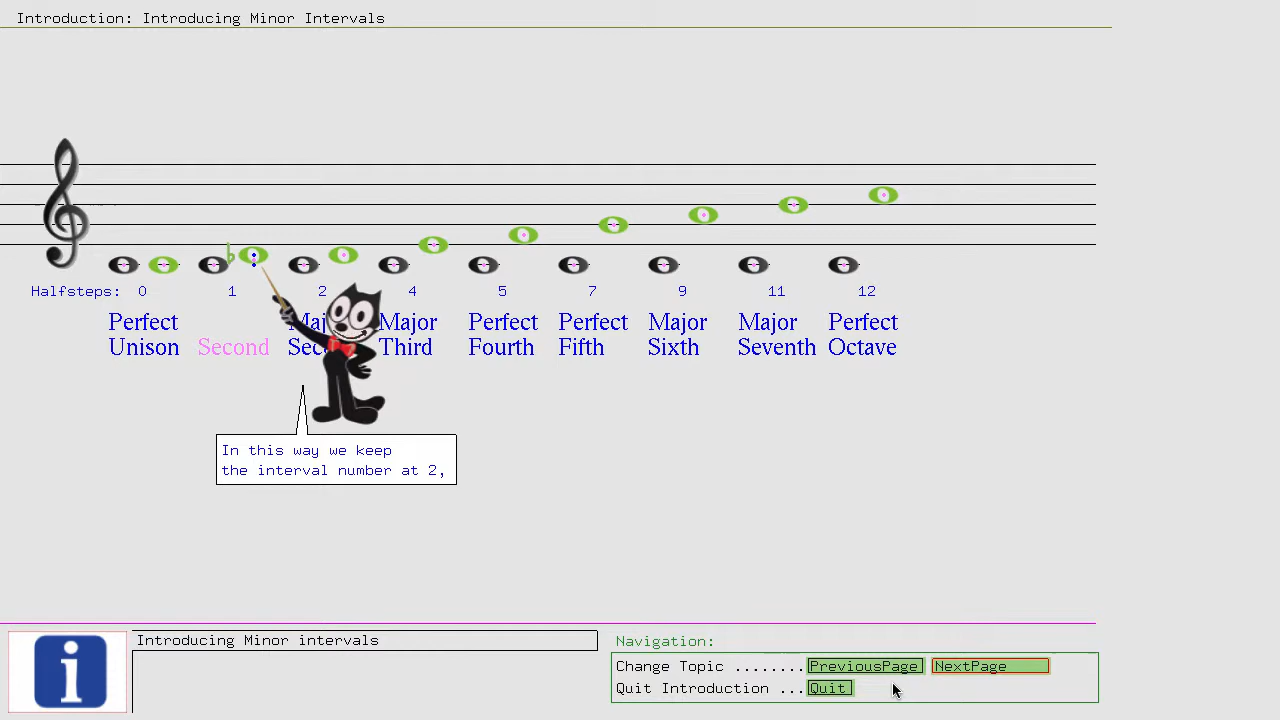 Introduction: Introducing Minor Intervals
Halfsteps: 0 1 2 4 5 7 9 11 12
Perfect Major Perfect Perfect Major Major Perfect
Unison Second Third Fourth Fifth Sixth Seventh Octave
In this way we keep
the interval number at 2,
Introducing Minor intervals
Navigation:
Change Topic ........ PreviousPage NextPage
Quit Introduction ... Quit
i